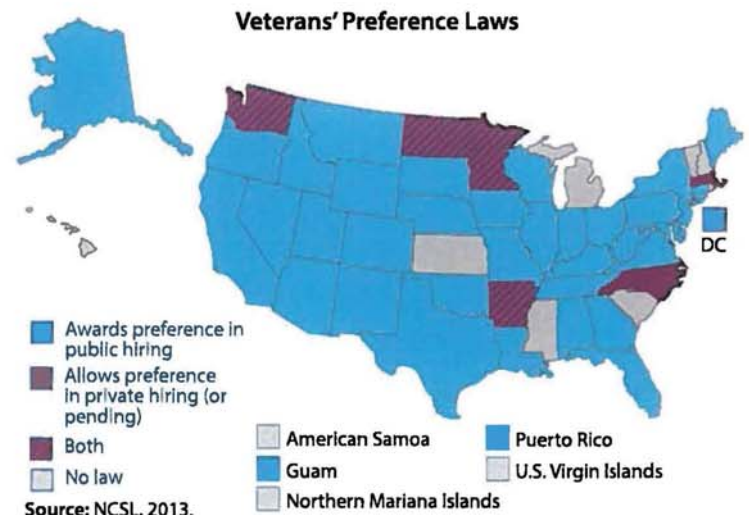 Veterans' Preference Laws
DC
Awards preference in
public hiring
Allows preference
in private hiring (or
pending)
Both
No law
American Samoa
Guam
Northern Mariana Islands
Puerto Rico
U.S. Virgin Islands
Source: NCSL, 2013.